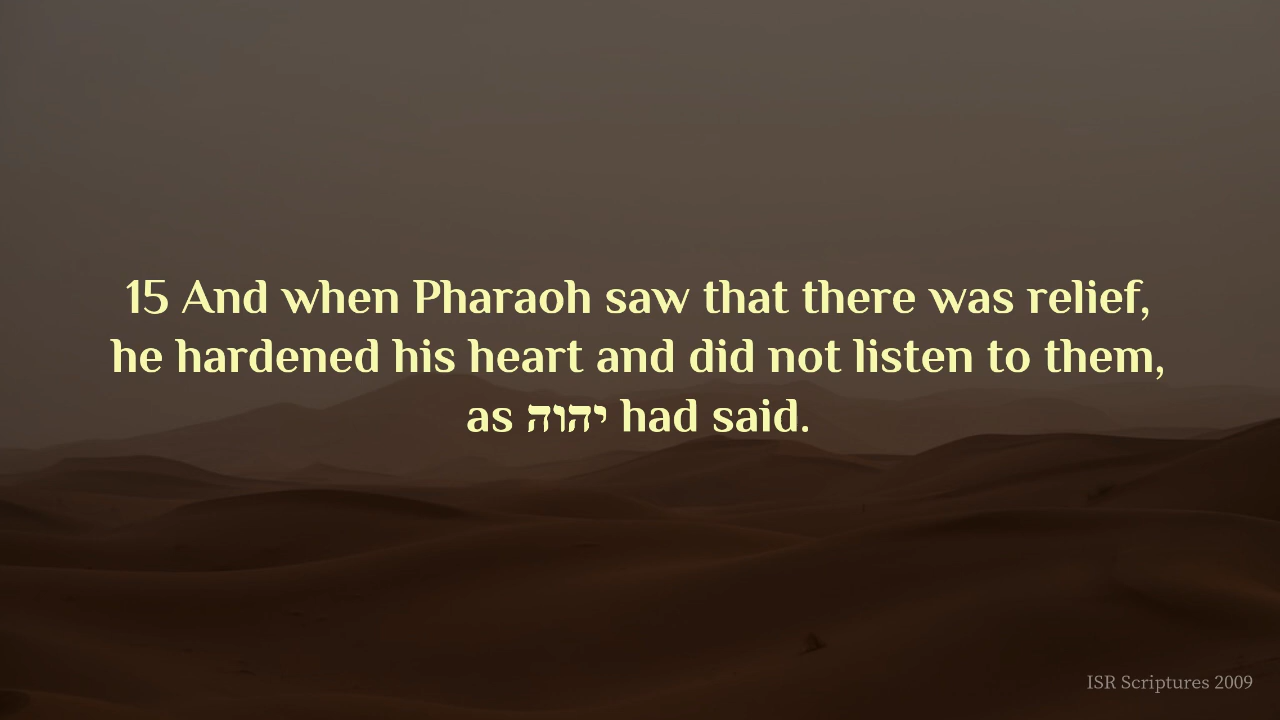 15 And when Pharaoh saw that there was relief,
he hardened his heart and did not listen to them,
as יהוה had said.
ISR Scriptures 2009